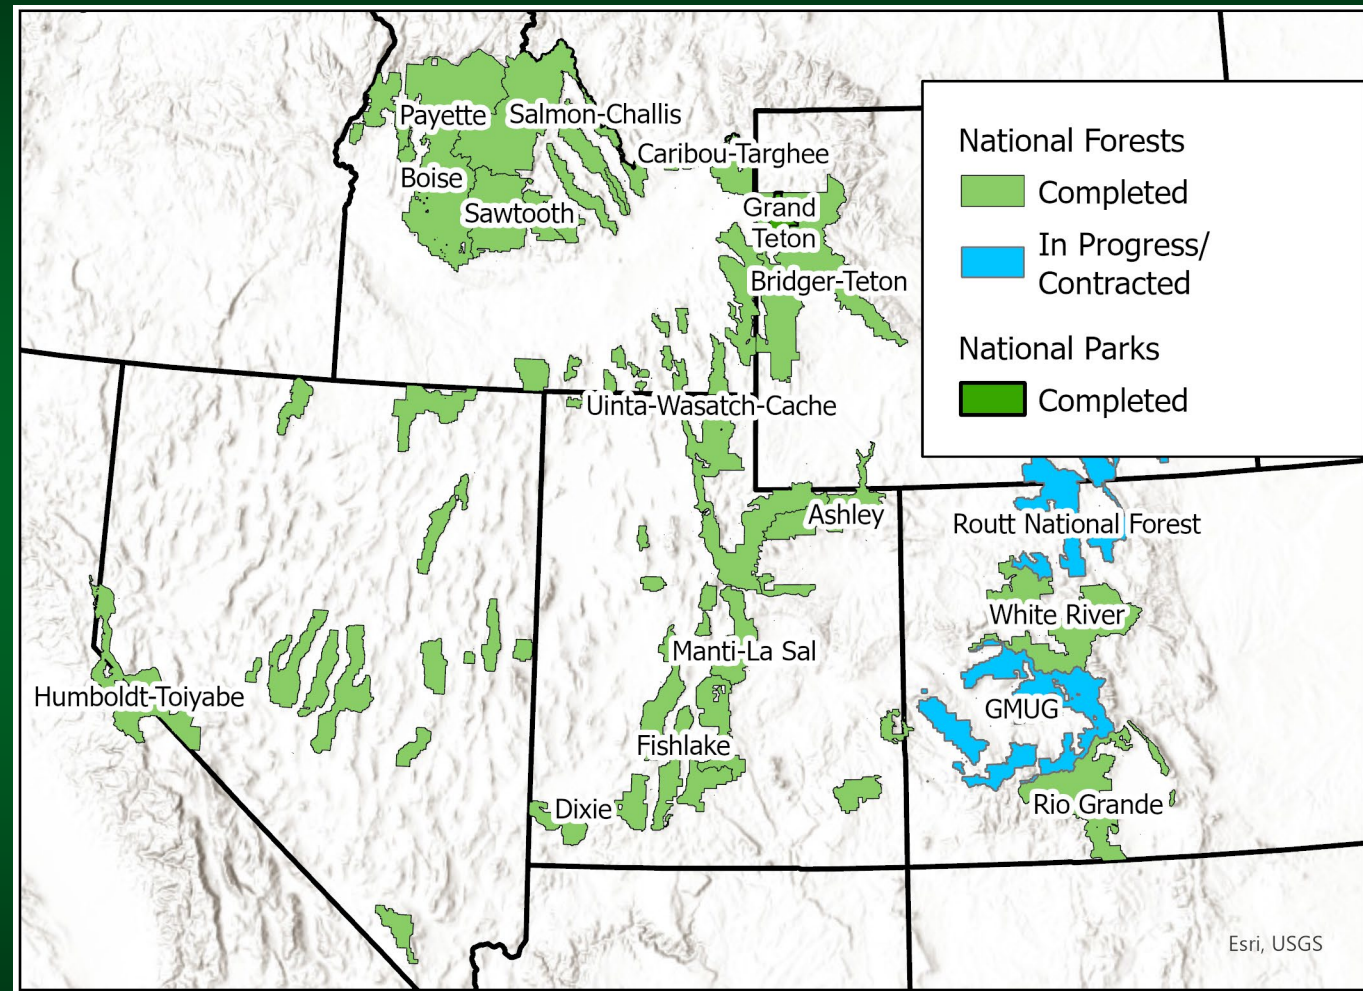 Payette
Salmon-Challis
Caribou-Targhee
Boise
Sawtooth
Grand
Teton
Bridger-Teton
Uinta-Wasatch-Cache
Ashley
Routt National Forest
White River
Manti-La Sal
Humboldt-Toiyabe
GMUG
Fishlake
Dixie
Rio Grande
National Forests
Completed
In Progress/
Contracted
National Parks
Completed
Esri, USGS